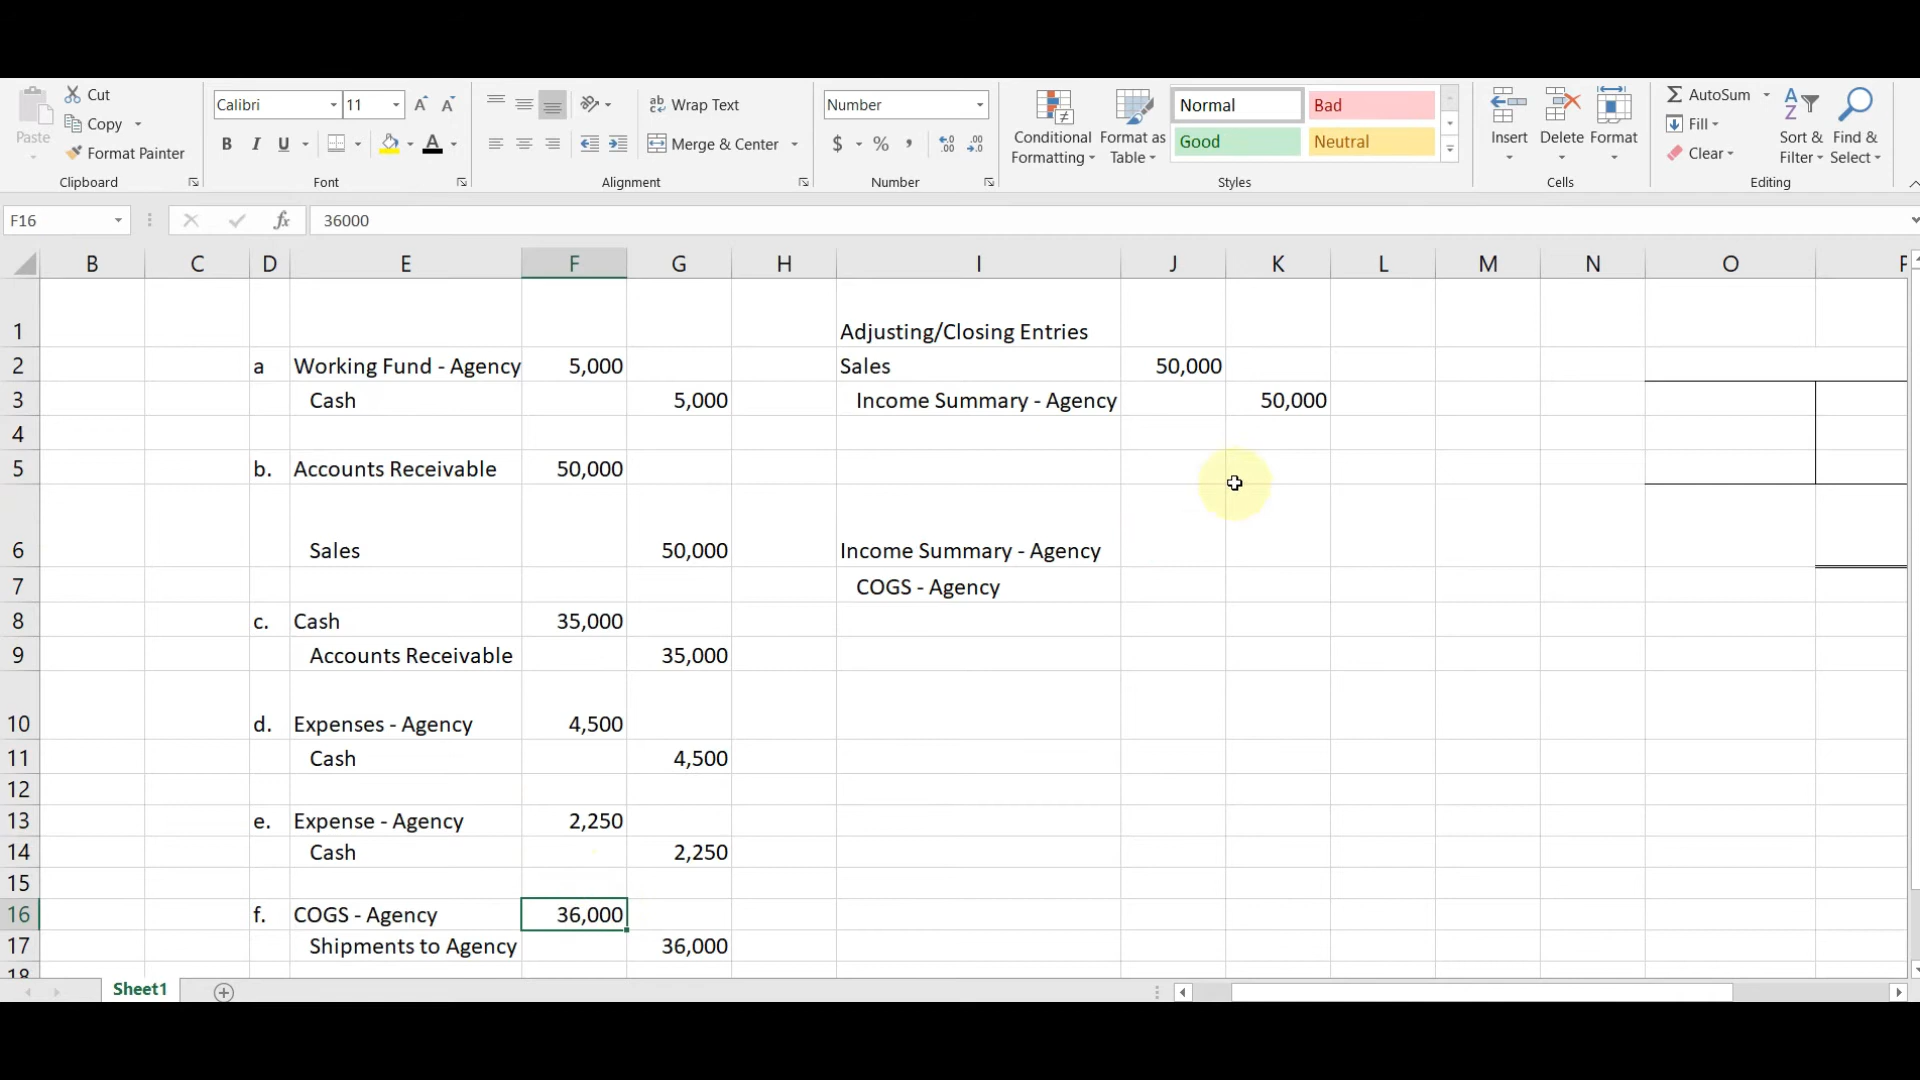 Cut
Copy
Format Painter
Paste
Clipboard
Calibri 11
B I U
Font
Wrap Text
Merge & Center
Alignment
Number
$ % ,
Number
Conditional Formatting
Format as Table
Normal Bad
Good Neutral
Styles
Insert Delete Format
Cells
AutoSum
Fill
Clear
Sort & Filter
Find & Select
Editing
F16 fx 36000
B C D E F G H I J K L M N O
1 Adjusting/Closing Entries
2 a Working Fund - Agency 5,000 Sales 50,000
3 Cash 5,000 Income Summary - Agency 50,000
4
5 b. Accounts Receivable 50,000
6 Sales 50,000 Income Summary - Agency
7 COGS - Agency
8 c. Cash 35,000
9 Accounts Receivable 35,000
10 d. Expenses - Agency 4,500
11 Cash 4,500
12
13 e. Expense - Agency 2,250
14 Cash 2,250
15
16 f. COGS - Agency 36,000
17 Shipments to Agency 36,000
18
Sheet1